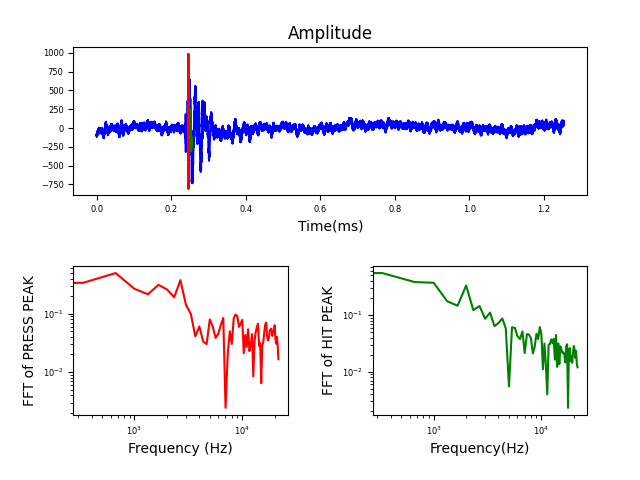 Amplitude
1000
750
500
250
0
−250
−500
−750
0.0 0.2 0.4 0.6 0.8 1.0 1.2
Time(ms)
FFT of PRESS PEAK
10⁻¹
10⁻²
10³ 10⁴
Frequency (Hz)
FFT of HIT PEAK
10⁻¹
10⁻²
10³ 10⁴
Frequency(Hz)